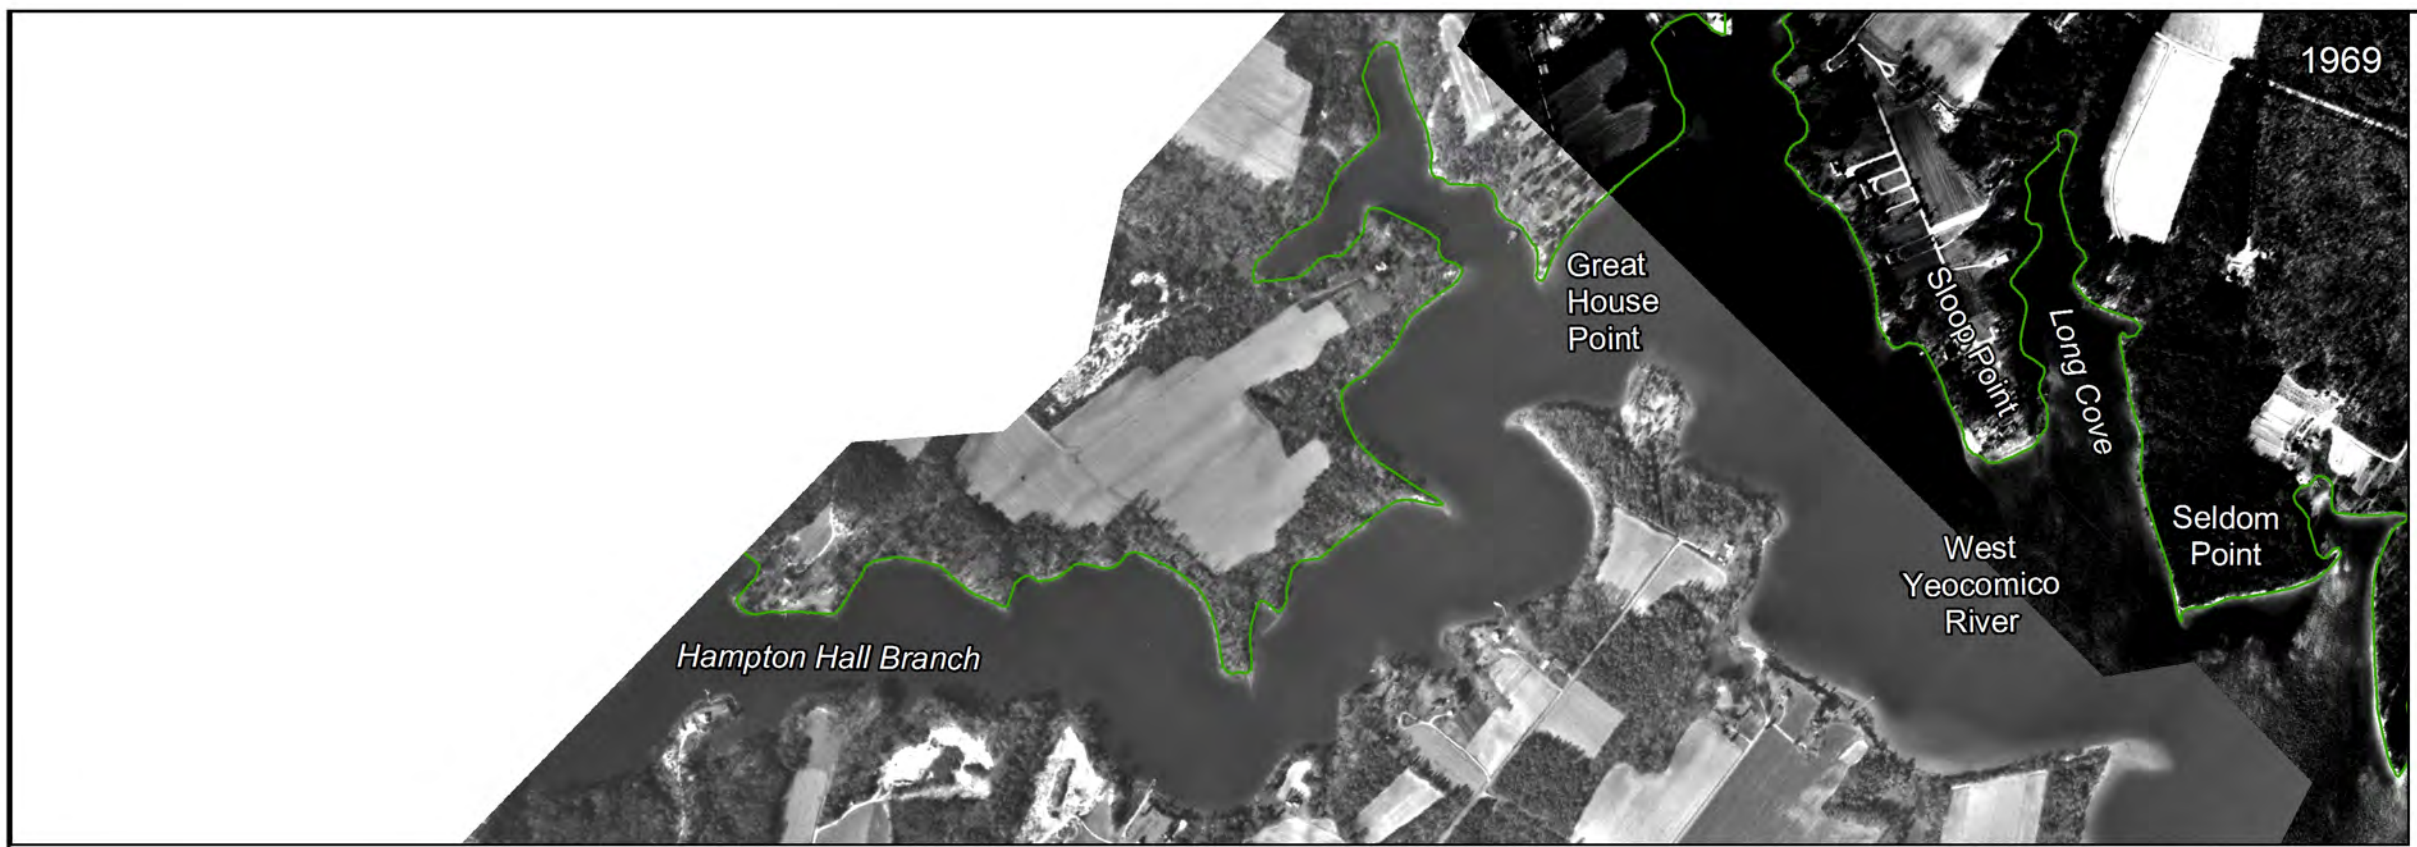 1969
Great
House
Point
Sloop Point
Long Cove
Seldom
Point
West
Yeocomico
River
Hampton Hall Branch